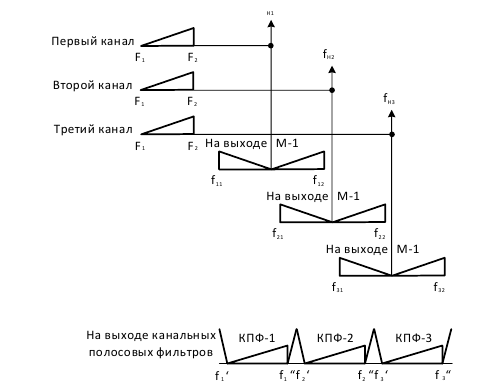 н1
Первый канал
F₁ F₂
fн2
Второй канал
F₁ F₂
fн3
Третий канал
F₁ F₂
На выходе М-1
f₁₁ f₁₂
На выходе М-1
f₂₁ f₂₂
На выходе М-1
f₃₁ f₃₂
На выходе канальных
полосовых фильтров
КПФ-1 КПФ-2 КПФ-3
f₁‘ f₁“ f₂‘ f₂“ f₃‘ f₃“